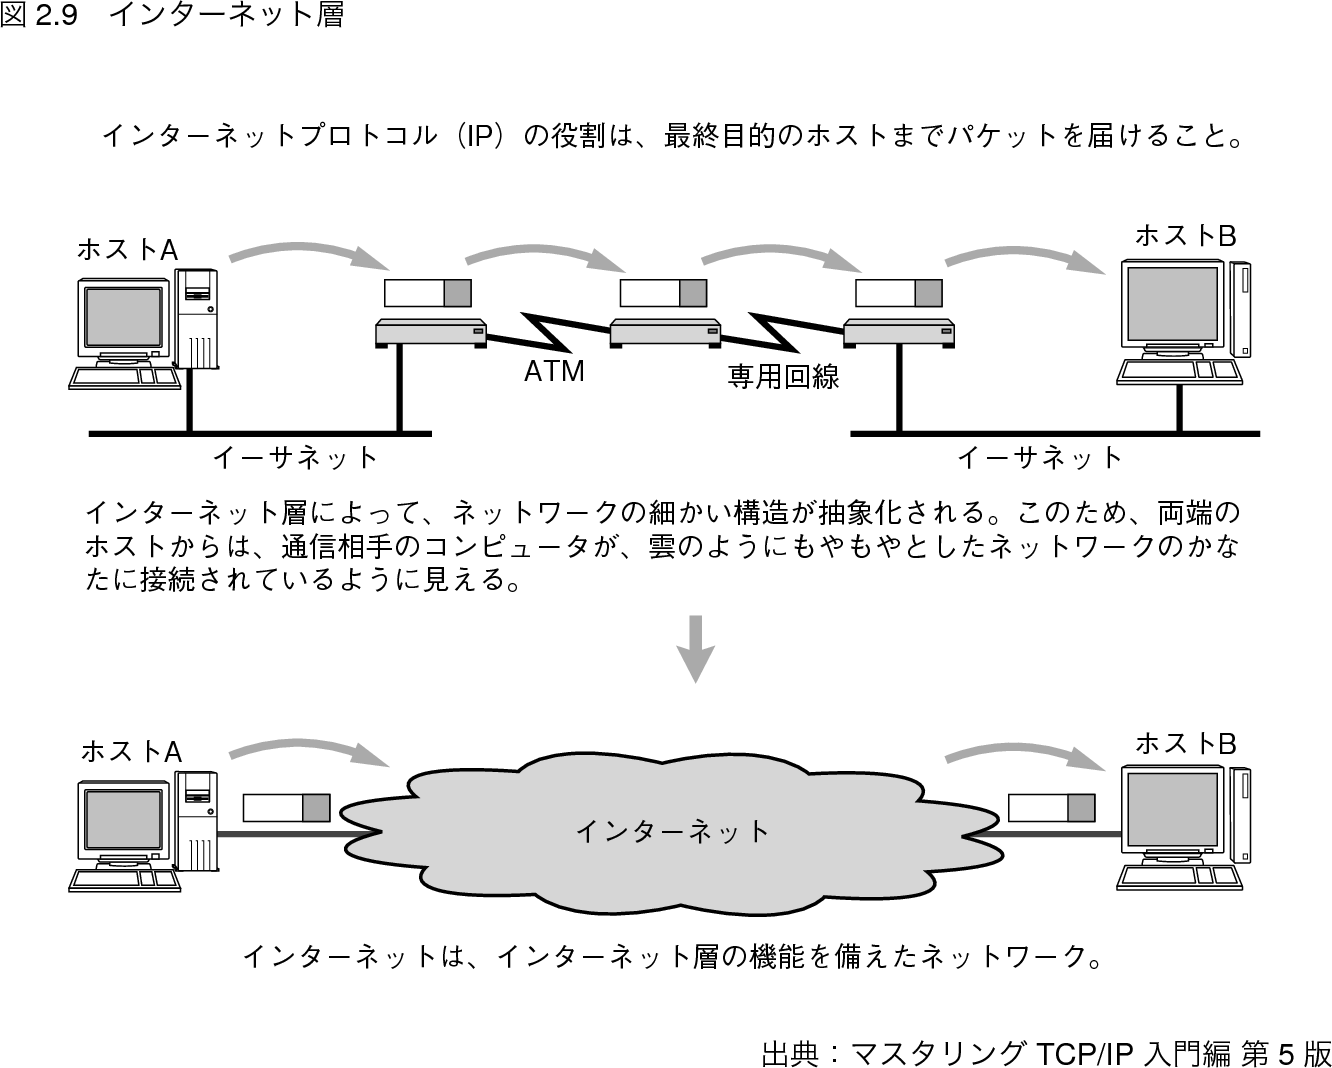 図 2.9　インターネット層
インターネットプロトコル（IP）の役割は、最終目的のホストまでパケットを届けること。
ホストA
ホストB
ATM
専用回線
イーサネット
イーサネット
インターネット層によって、ネットワークの細かい構造が抽象化される。このため、両端の
ホストからは、通信相手のコンピュータが、雲のようにもやもやとしたネットワークのかな
たに接続されているように見える。
ホストA
ホストB
インターネット
インターネットは、インターネット層の機能を備えたネットワーク。
出典：マスタリング TCP/IP 入門編 第 5 版